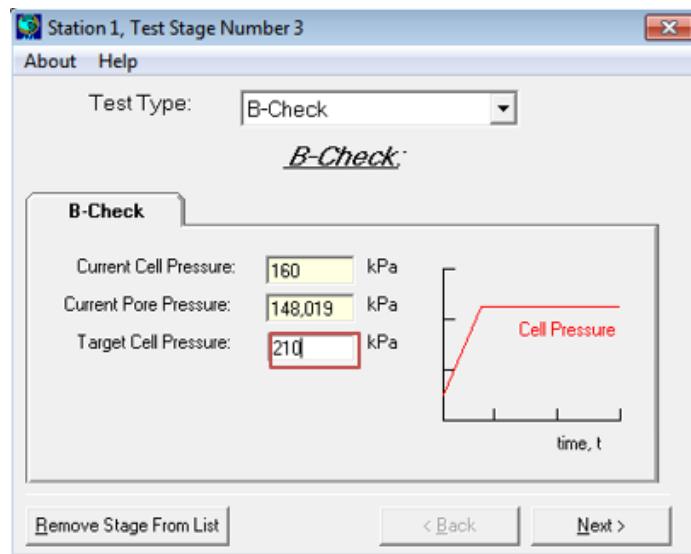 Station 1, Test Stage Number 3
About Help
Test Type: B-Check
B-Check:
B-Check
Current Cell Pressure: 160 kPa
Current Pore Pressure: 148,019 kPa
Target Cell Pressure: 210 kPa
Cell Pressure
time, t
Remove Stage From List < Back Next >